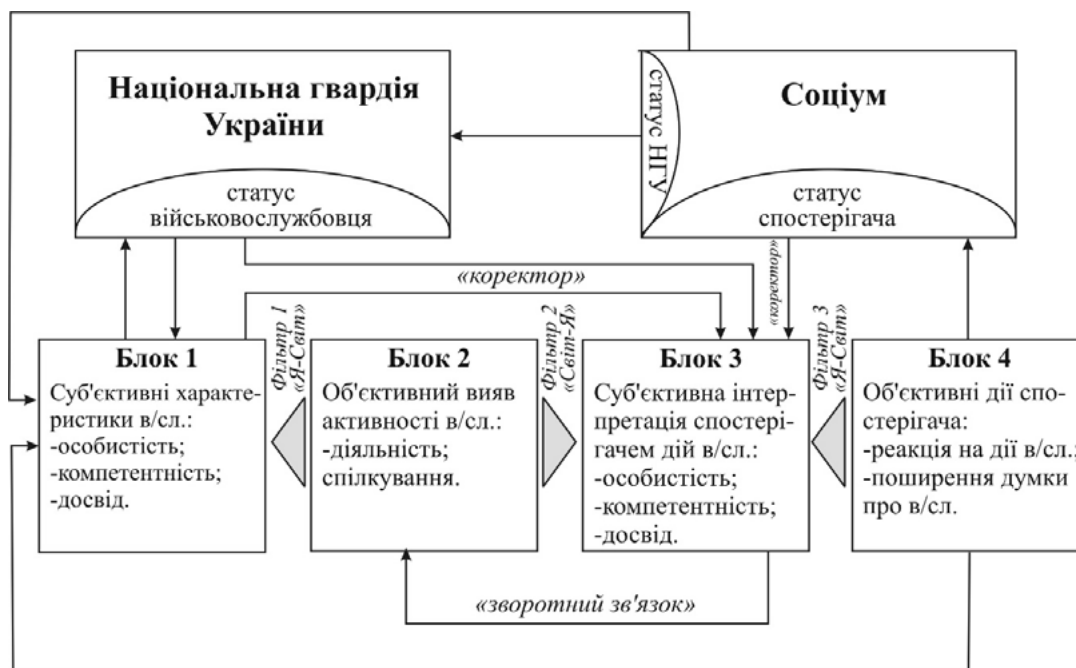 Національна гвардія
України
статус
військовослужбовця
Соціум
статус НГУ
статус
спостерігача
«коректор»
«коректор»
Фільтр 1
«Я-Світ»
Фільтр 2
«Світ-Я»
Фільтр 3
«Я-Світ»
Блок 1
Суб'єктивні характе-
ристики в/сл.:
-особистість;
-компетентність;
-досвід.
Блок 2
Об'єктивний вияв
активності в/сл.:
-діяльність;
спілкування.
Блок 3
Суб'єктивна інтер-
претація спостері-
гачем дій в/сл.:
-особистість;
-компетентність;
-досвід.
Блок 4
Об'єктивні дії спо-
стерігача:
-реакція на дії в/сл.;
-поширення думки
про в/сл.
«зворотний зв'язок»